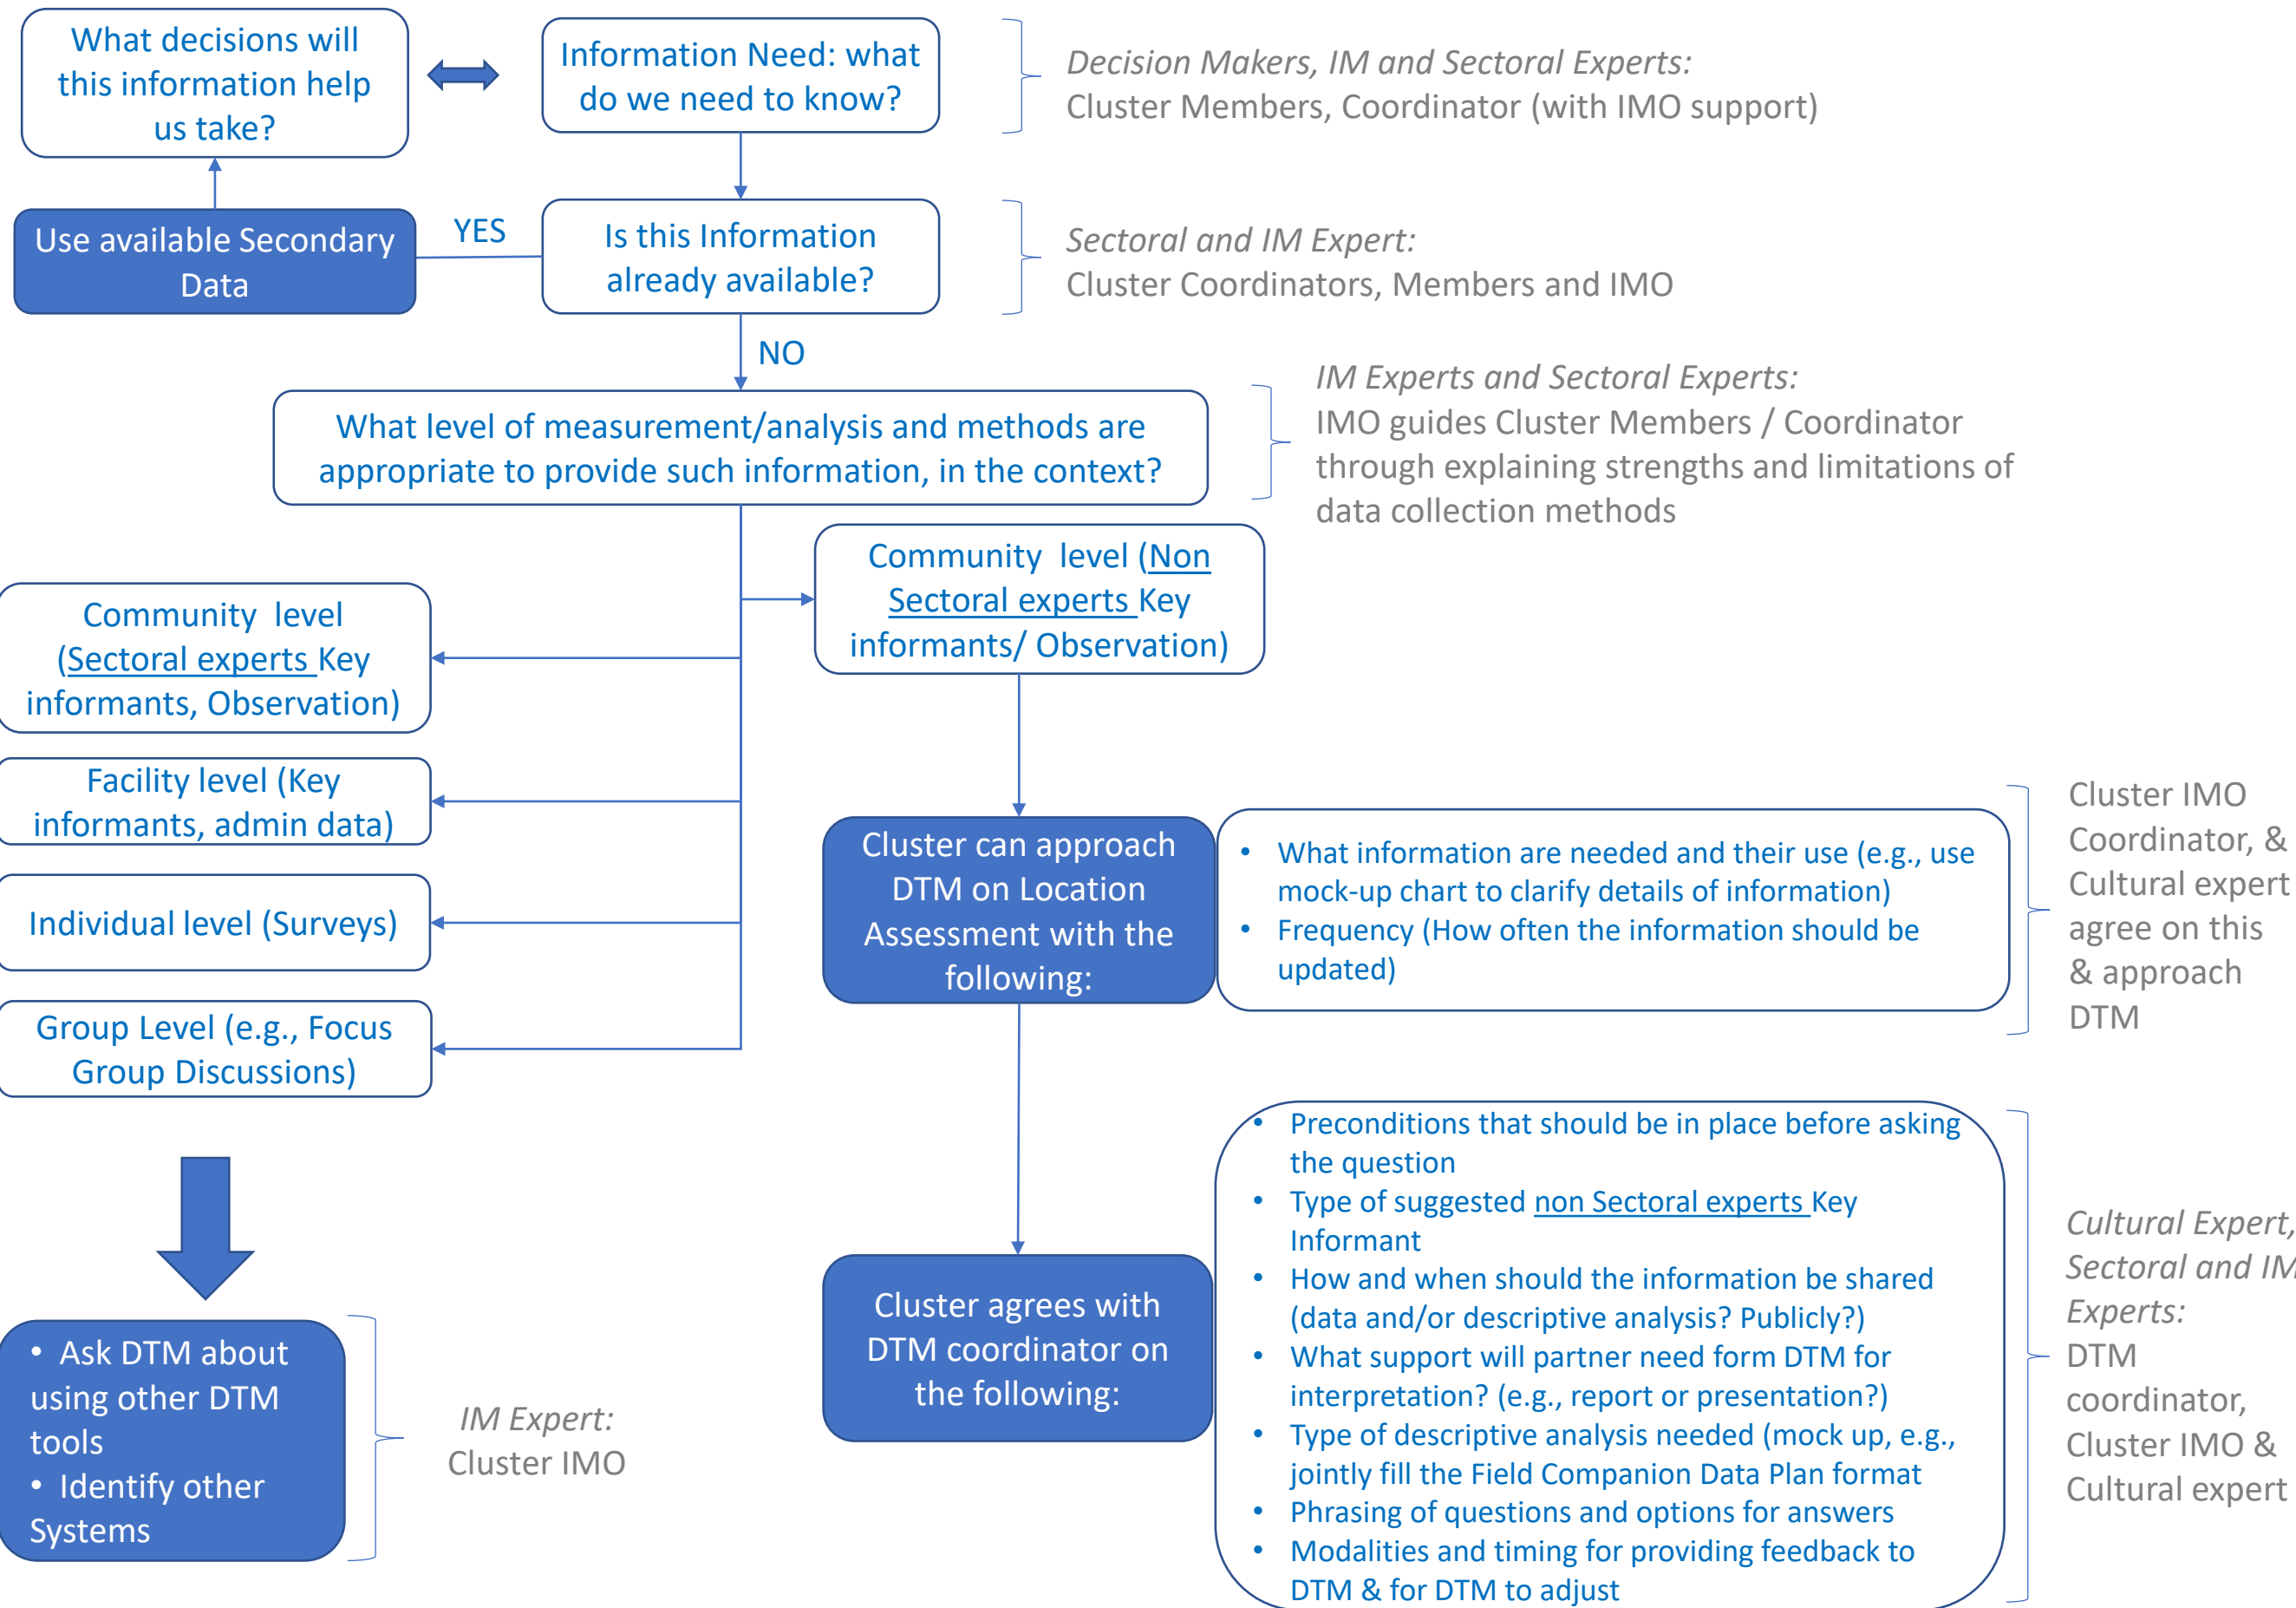 What decisions will
this information help
us take?
Information Need: what
do we need to know?
Decision Makers, IM and Sectoral Experts:
Cluster Members, Coordinator (with IMO support)
Use available Secondary
Data
YES
Is this Information
already available?
Sectoral and IM Expert:
Cluster Coordinators, Members and IMO
NO
What level of measurement/analysis and methods are
appropriate to provide such information, in the context?
IM Experts and Sectoral Experts:
IMO guides Cluster Members / Coordinator
through explaining strengths and limitations of
data collection methods
Community level (Non
Sectoral experts Key
informants/ Observation)
Community level
(Sectoral experts Key
informants, Observation)
Facility level (Key
informants, admin data)
Individual level (Surveys)
Group Level (e.g., Focus
Group Discussions)
Cluster can approach
DTM on Location
Assessment with the
following:
• What information are needed and their use (e.g., use
mock-up chart to clarify details of information)
• Frequency (How often the information should be
updated)
Cluster IMO
Coordinator, &
Cultural expert
agree on this
& approach
DTM
• Ask DTM about
using other DTM
tools
• Identify other
Systems
IM Expert:
Cluster IMO
Cluster agrees with
DTM coordinator on
the following:
• Preconditions that should be in place before asking
the question
• Type of suggested non Sectoral experts Key
Informant
• How and when should the information be shared
(data and/or descriptive analysis? Publicly?)
• What support will partner need form DTM for
interpretation? (e.g., report or presentation?)
• Type of descriptive analysis needed (mock up, e.g.,
jointly fill the Field Companion Data Plan format
• Phrasing of questions and options for answers
• Modalities and timing for providing feedback to
DTM & for DTM to adjust
Cultural Expert,
Sectoral and IM
Experts:
DTM
coordinator,
Cluster IMO &
Cultural expert